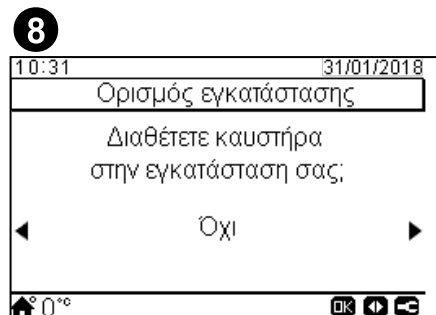 8
10:31 31/01/2018
Ορισμός εγκατάστασης
Διαθέτετε καυστήρα
στην εγκατάσταση σας;
Όχι
0°C
OK